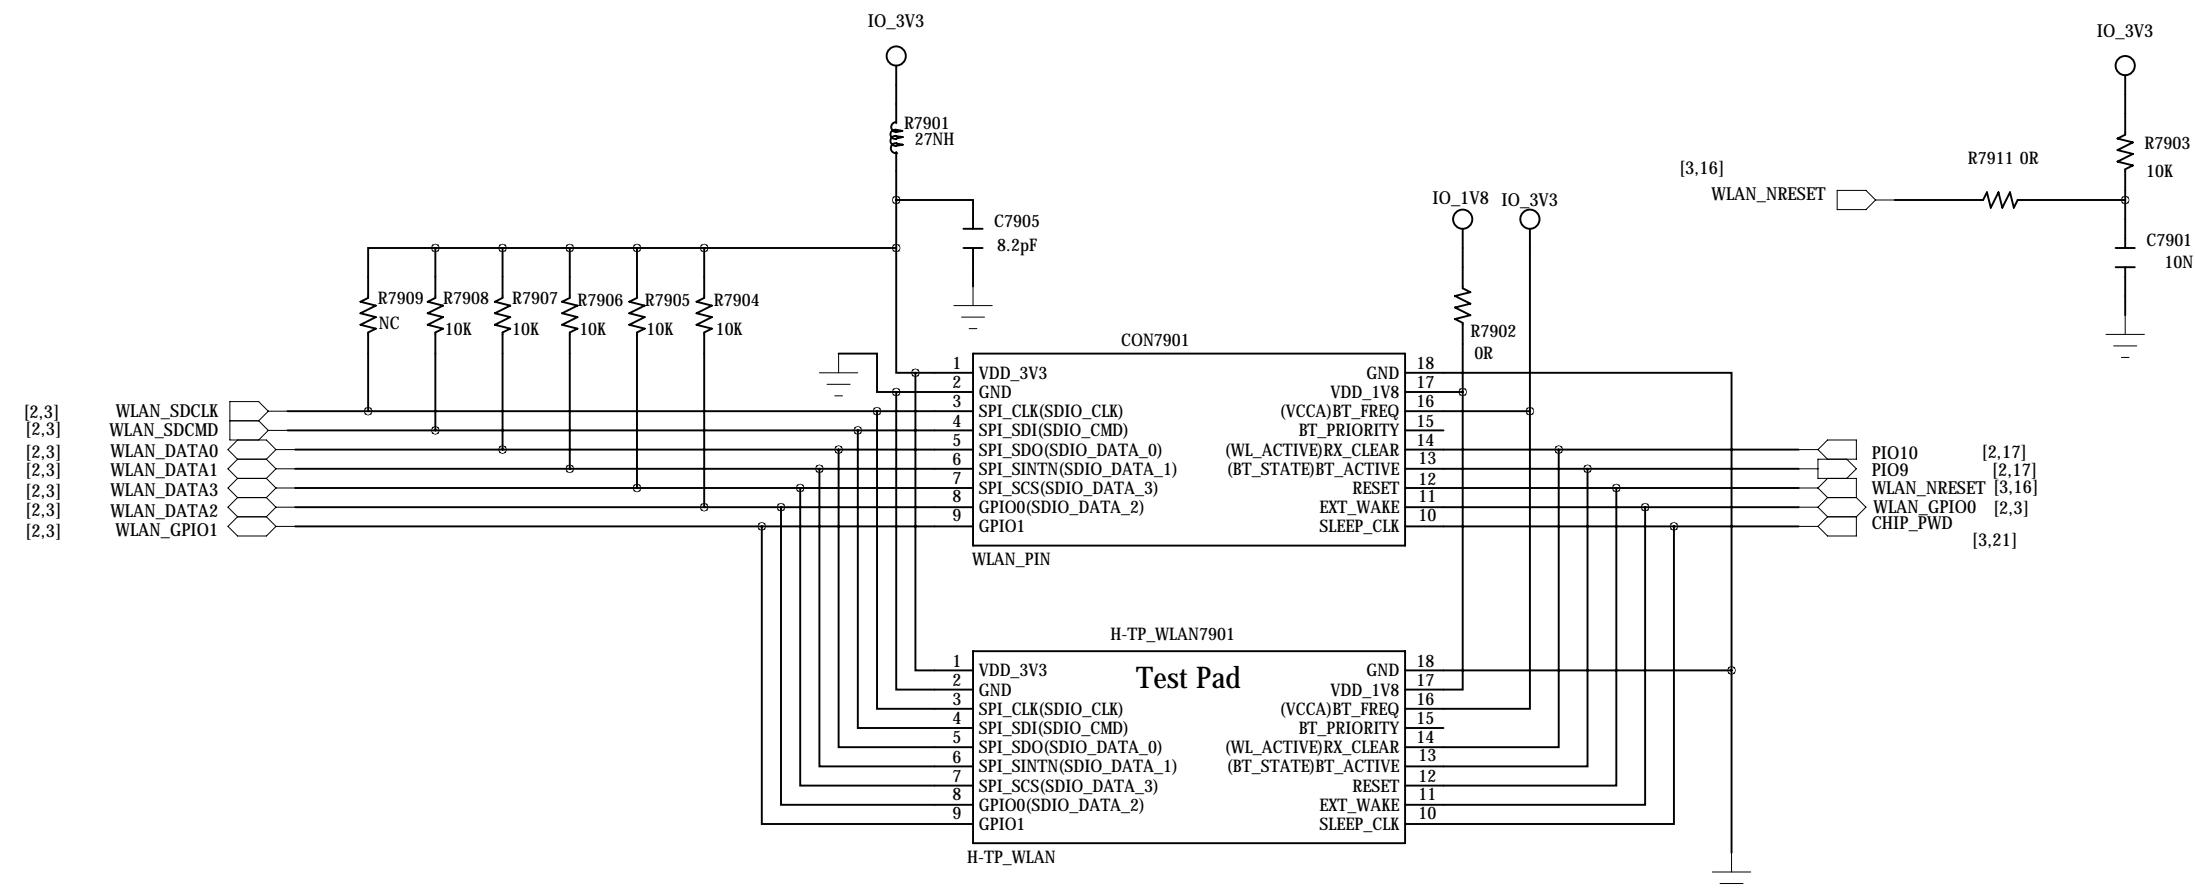 IO_3V3
IO_3V3
R7901
27NH
R7903
10K
R7911 0R
[3,16]
WLAN_NRESET
IO_1V8
IO_3V3
C7905
8.2pF
C7901
10N
R7909
NC
R7908
10K
R7907
10K
R7906
10K
R7905
10K
R7904
10K
R7902
0R
CON7901
1 VDD_3V3 GND 18
2 GND VDD_1V8 17
[2,3] WLAN_SDCLK 3 SPI_CLK(SDIO_CLK) (VCCA)BT_FREQ 16
[2,3] WLAN_SDCMD 4 SPI_SDI(SDIO_CMD) BT_PRIORITY 15
[2,3] WLAN_DATA0 5 SPI_SDO(SDIO_DATA_0) (WL_ACTIVE)RX_CLEAR 14 PIO10 [2,17]
[2,3] WLAN_DATA1 6 SPI_SINTN(SDIO_DATA_1) (BT_STATE)BT_ACTIVE 13 PIO9 [2,17]
[2,3] WLAN_DATA3 7 SPI_SCS(SDIO_DATA_3) RESET 12 WLAN_NRESET [3,16]
[2,3] WLAN_DATA2 8 GPIO0(SDIO_DATA_2) EXT_WAKE 11 WLAN_GPIO0 [2,3]
[2,3] WLAN_GPIO1 9 GPIO1 SLEEP_CLK 10 CHIP_PWD
[3,21]
WLAN_PIN
H-TP_WLAN7901
Test Pad
1 VDD_3V3 GND 18
2 GND VDD_1V8 17
3 SPI_CLK(SDIO_CLK) (VCCA)BT_FREQ 16
4 SPI_SDI(SDIO_CMD) BT_PRIORITY 15
5 SPI_SDO(SDIO_DATA_0) (WL_ACTIVE)RX_CLEAR 14
6 SPI_SINTN(SDIO_DATA_1) (BT_STATE)BT_ACTIVE 13
7 SPI_SCS(SDIO_DATA_3) RESET 12
8 GPIO0(SDIO_DATA_2) EXT_WAKE 11
9 GPIO1 SLEEP_CLK 10
H-TP_WLAN